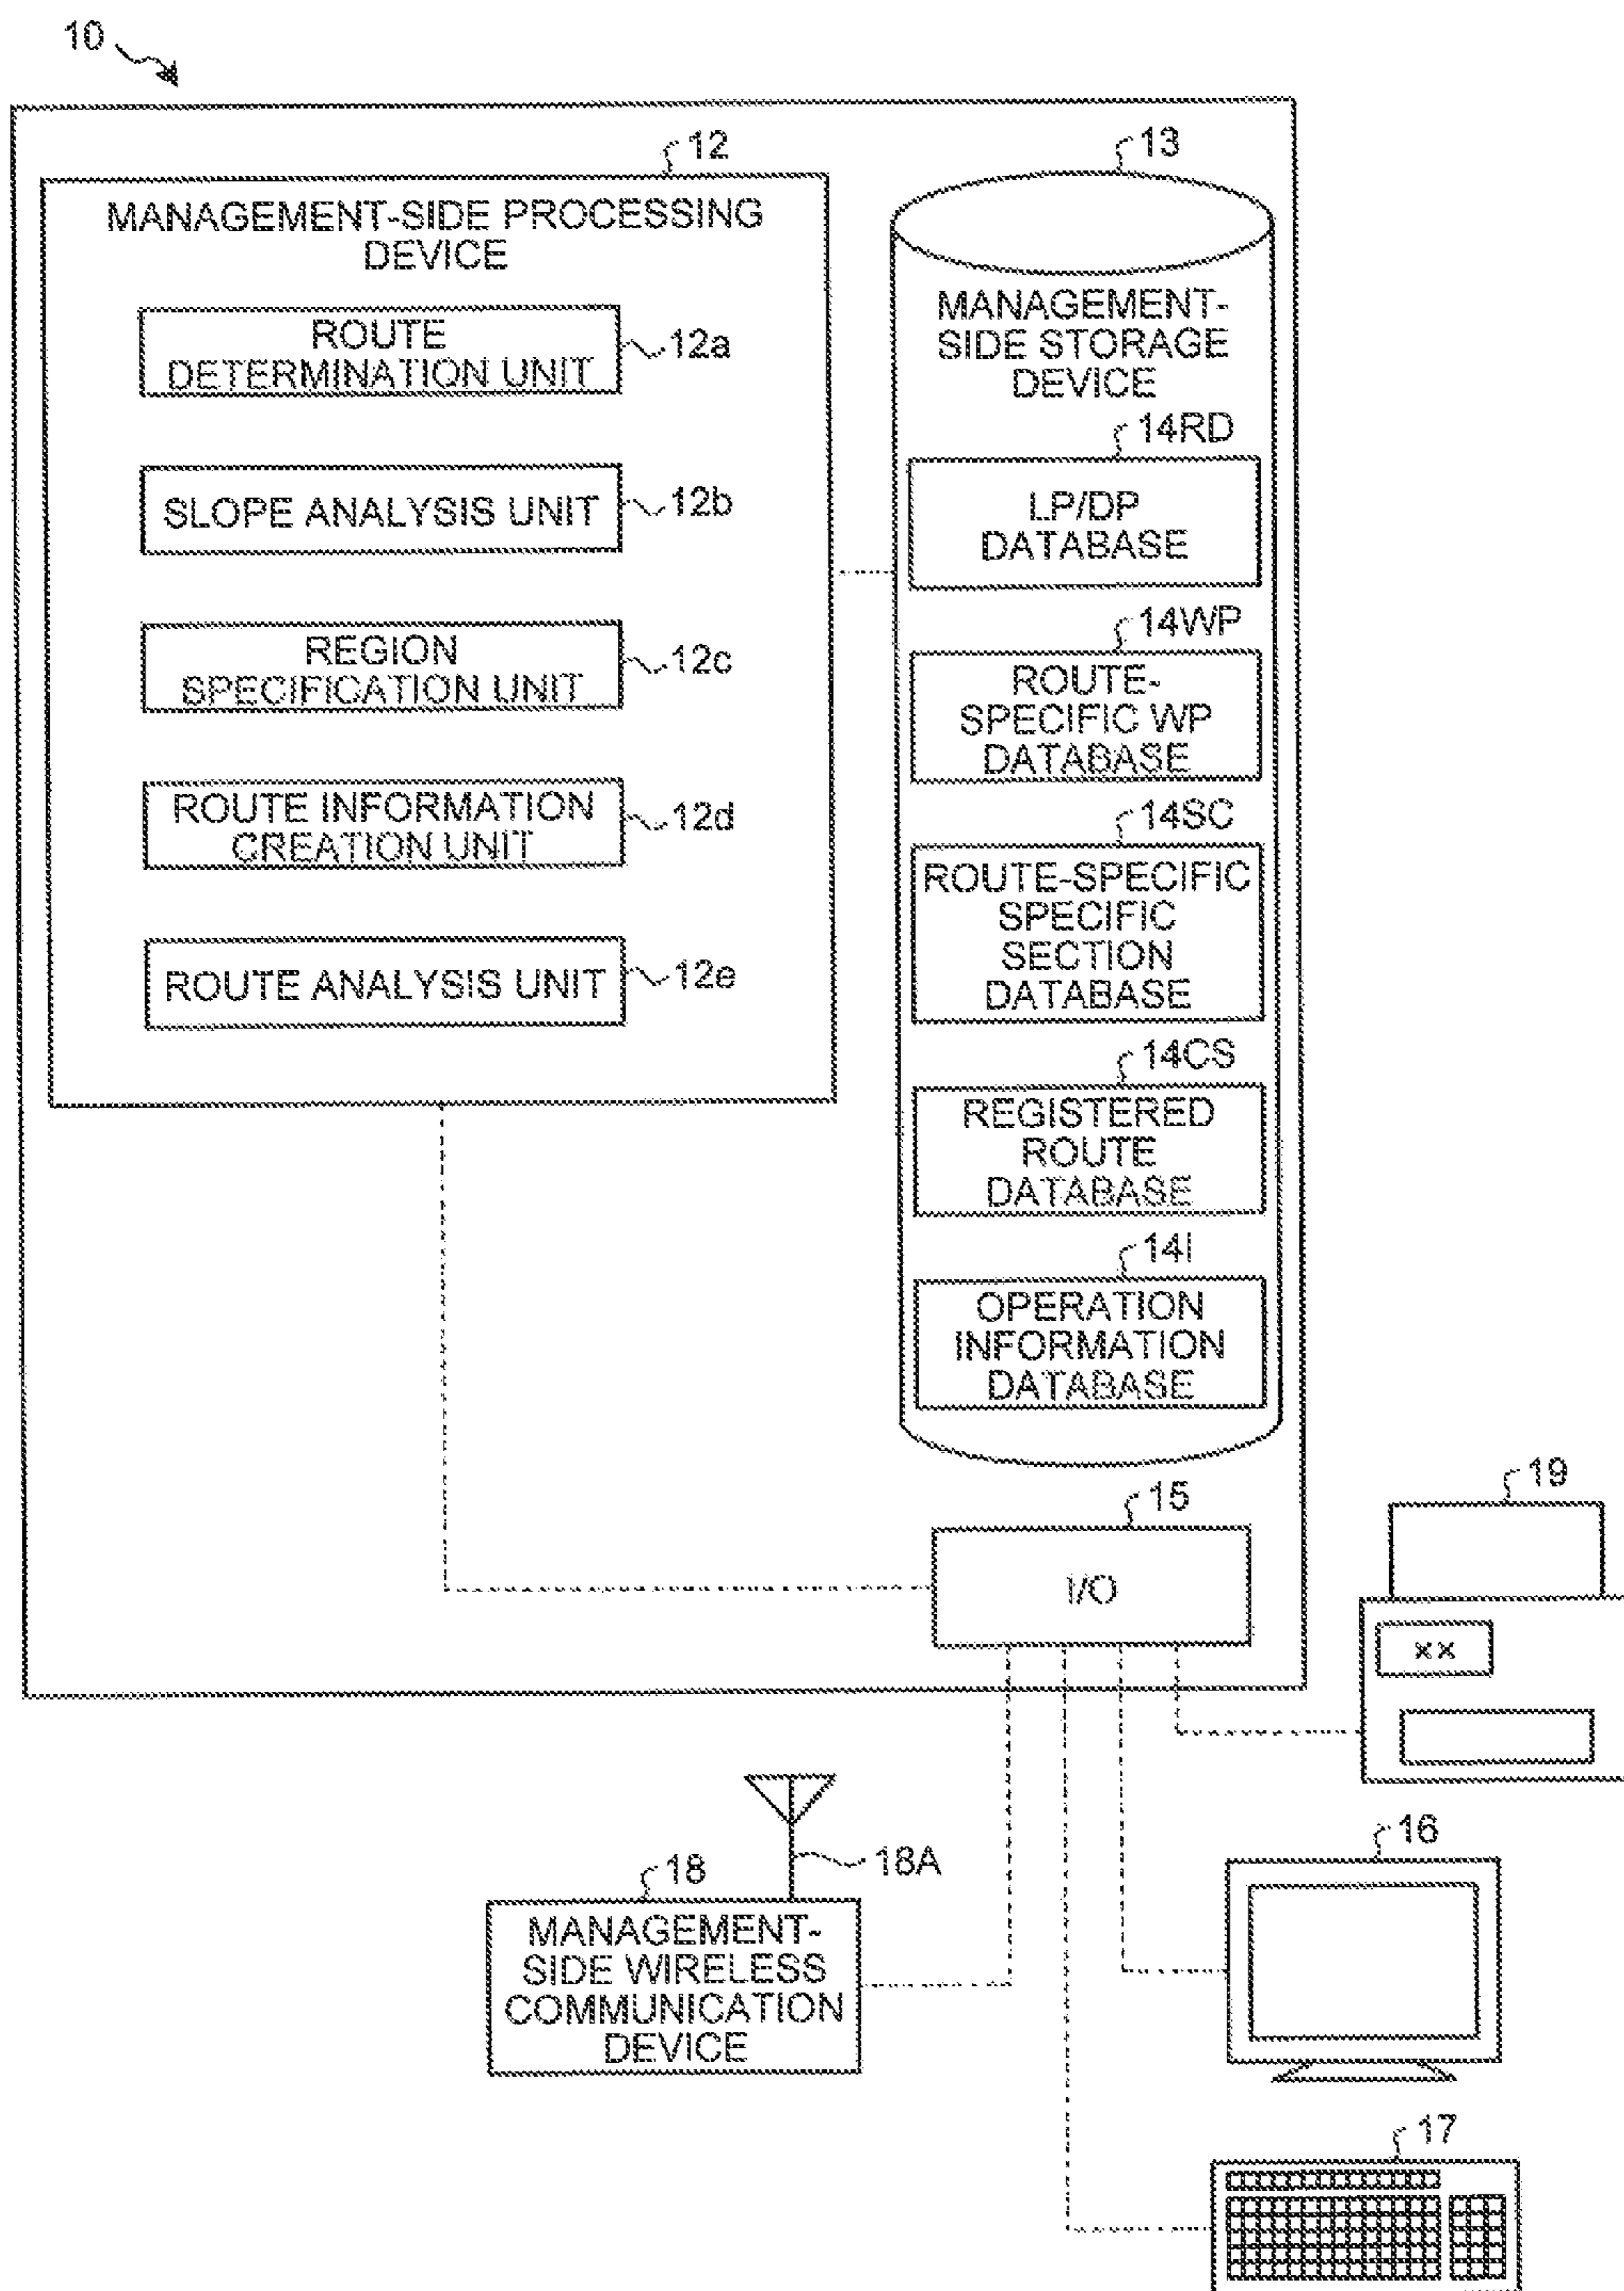 10
12
MANAGEMENT-SIDE PROCESSING
DEVICE
ROUTE
DETERMINATION UNIT
12a
SLOPE ANALYSIS UNIT
12b
REGION
SPECIFICATION UNIT
12c
ROUTE INFORMATION
CREATION UNIT
12d
ROUTE ANALYSIS UNIT
12e
13
MANAGEMENT-
SIDE STORAGE
DEVICE
14RD
LP/DP
DATABASE
14WP
ROUTE-
SPECIFIC WP
DATABASE
14SC
ROUTE-SPECIFIC
SPECIFIC
SECTION
DATABASE
14CS
REGISTERED
ROUTE
DATABASE
14I
OPERATION
INFORMATION
DATABASE
15
I/O
19
××
18A
18
MANAGEMENT-
SIDE WIRELESS
COMMUNICATION
DEVICE
16
17